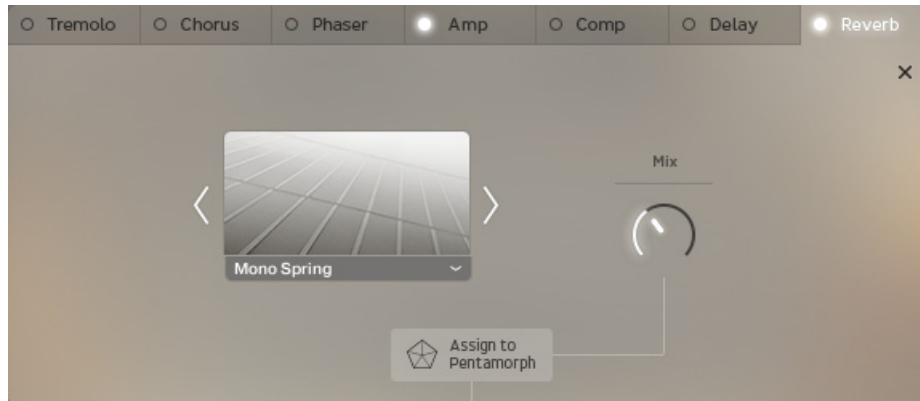 Tremolo Chorus Phaser Amp Comp Delay Reverb
Mix
Mono Spring
Assign to
Pentamorph